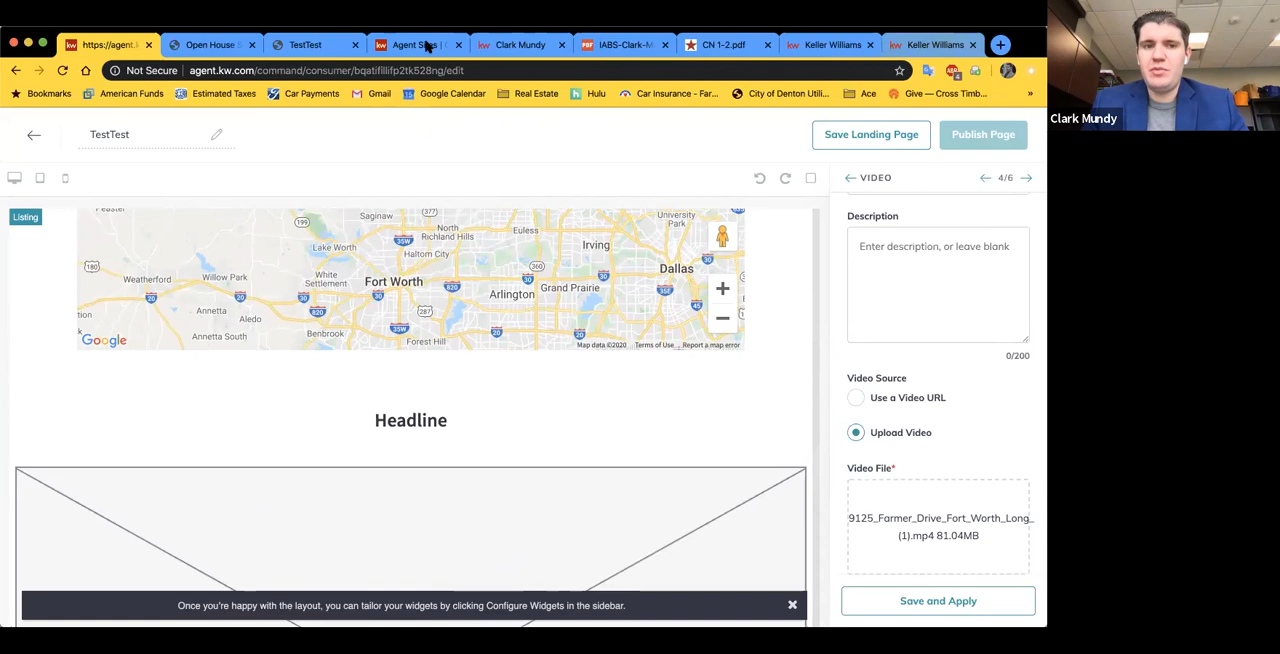 https://agent.
Open House S
TestTest
Agent S
Clark Mundy
IABS-Clark-M
CN 1-2.pdf
Keller Williams
Keller Williams
Not Secure
agent.kw.com/command/consumer/bqatifillifp2tk528ng/edit
Bookmarks
American Funds
Estimated Taxes
Car Payments
Gmail
Google Calendar
Real Estate
Hulu
Car Insurance - Far...
City of Denton Utili...
Ace
Give — Cross Timb...
»
Clark Mundy
TestTest
Save Landing Page
Publish Page
VIDEO
4/6
Listing
Peaster
Saginaw
Euless
University Park
Lake Worth
North Richland Hills
Irving
Haltom City
Weatherford
Willow Park
White Settlement
Fort Worth
Dallas
Arlington
Grand Prairie
Annetta
Aledo
Annetta South
Benbrook
Forest Hill
Google
Map data ©2020
Terms of Use
Report a map error
Headline
Once you're happy with the layout, you can tailor your widgets by clicking Configure Widgets in the sidebar.
Description
Enter description, or leave blank
0/200
Video Source
Use a Video URL
Upload Video
Video File*
9125_Farmer_Drive_Fort_Worth_Long_
(1).mp4 81.04MB
Save and Apply